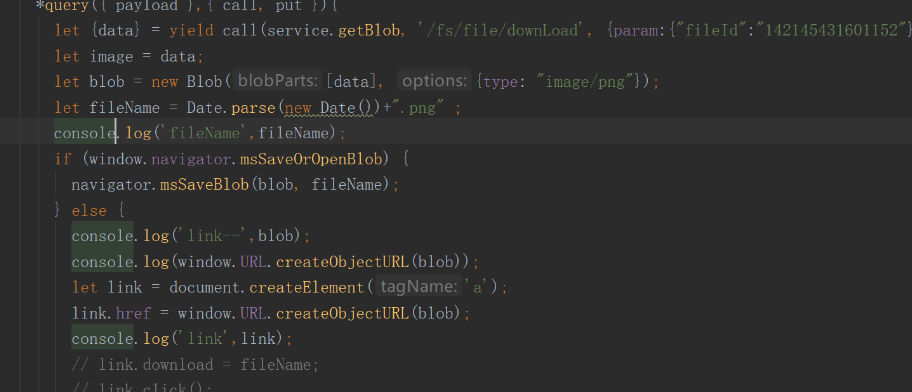 *query({ payload },{ call, put }){
let {data} = yield call(service.getBlob, '/fs/file/downLoad', {param:{"fileId":"142145431601152"}
let image = data;
let blob = new Blob( blobParts: [data], options: {type: "image/png"});
let fileName = Date.parse(new Date())+".png" ;
console.log('fileName',fileName);
if (window.navigator.msSaveOrOpenBlob) {
navigator.msSaveBlob(blob, fileName);
} else {
console.log('link--',blob);
console.log(window.URL.createObjectURL(blob));
let link = document.createElement( tagName: 'a');
link.href = window.URL.createObjectURL(blob);
console.log('link',link);
// link.download = fileName;
// link.click();